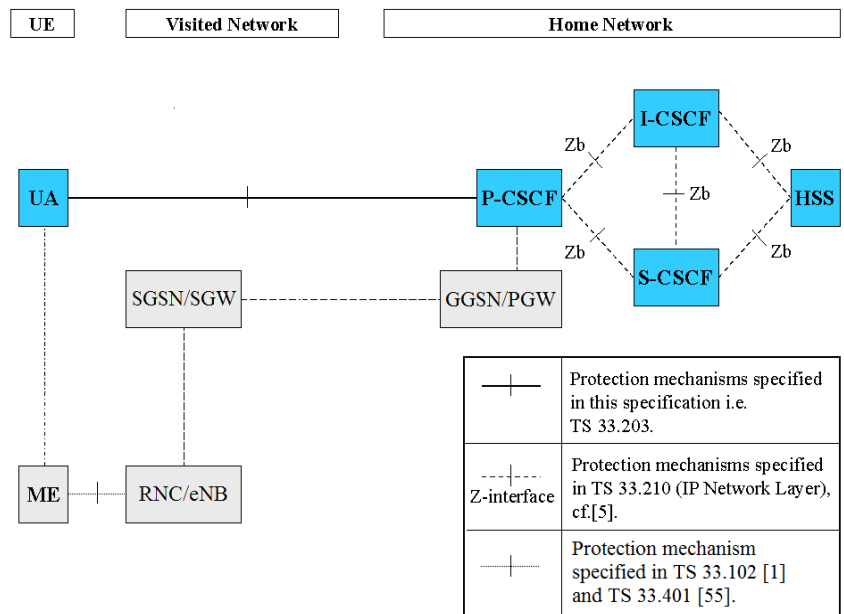 UE
Visited Network
Home Network
I-CSCF
Zb
Zb
UA
P-CSCF
Zb
HSS
Zb
Zb
S-CSCF
SGSN/SGW
GGSN/PGW
Protection mechanisms specified
in this specification i.e.
TS 33.203.
ME
RNC/eNB
Z-interface
Protection mechanisms specified
in TS 33.210 (IP Network Layer),
cf.[5].
Protection mechanism
specified in TS 33.102 [1]
and TS 33.401 [55].